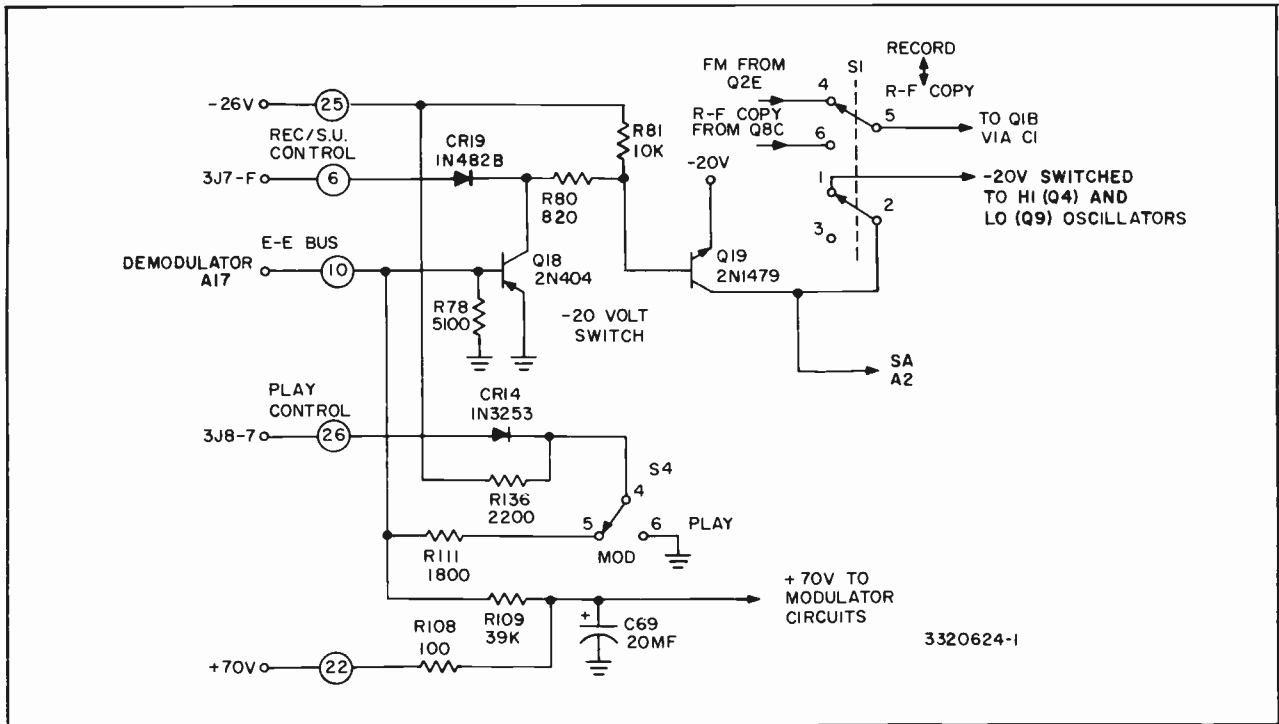 -26V
25
REC/S.U.
CONTROL
3J7-F
6
CR19
1N482B
E-E BUS
DEMODULATOR
A17
10
R78
5100
Q18
2N404
R80
820
R81
10K
-20 VOLT
SWITCH
-20V
Q19
2N1479
FM FROM
Q2E
R-F COPY
FROM Q8C
4
6
5
S1
RECORD
R-F COPY
TO Q1B
VIA C1
1
2
3
-20V SWITCHED
TO HI (Q4) AND
LO (Q9) OSCILLATORS
SA
A2
PLAY
CONTROL
3J8-7
26
CR14
1N3253
R136
2200
S4
4
5
6
PLAY
MOD
R111
1800
R109
39K
R108
100
+70V
22
+
C69
20MF
+70V TO
MODULATOR
CIRCUITS
3320624-1